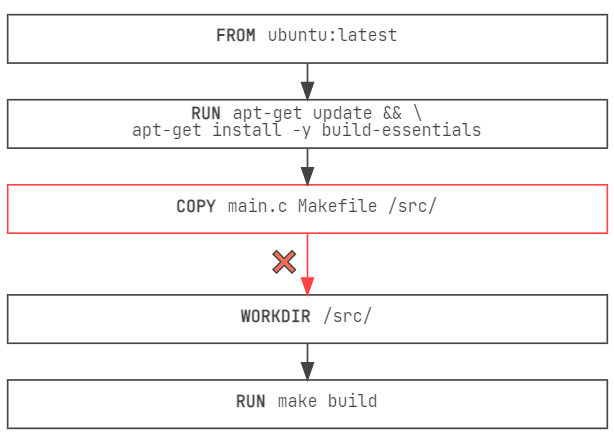 FROM ubuntu:latest
RUN apt-get update && \
apt-get install -y build-essentials
COPY main.c Makefile /src/
WORKDIR /src/
RUN make build